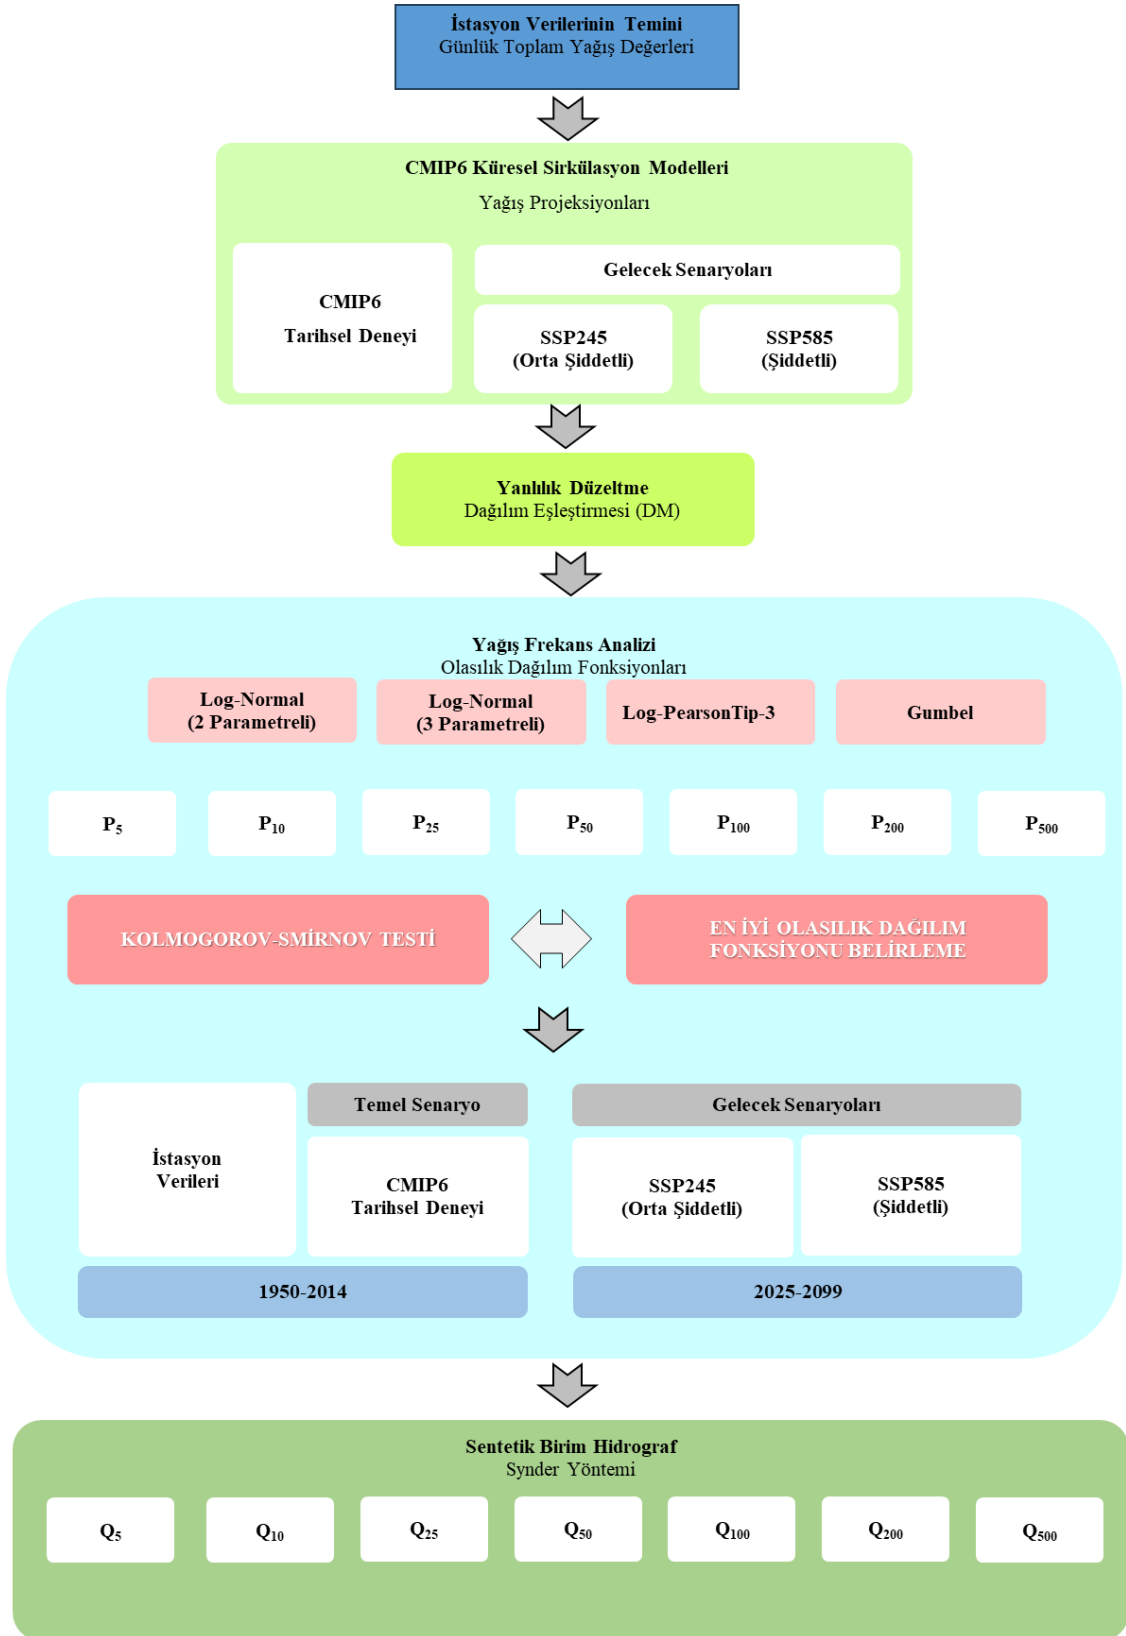 İstasyon Verilerinin Temini
Günlük Toplam Yağış Değerleri
CMIP6 Küresel Sirkülasyon Modelleri
Yağış Projeksiyonları
CMIP6
Tarihsel Deneyi
Gelecek Senaryoları
SSP245
(Orta Şiddetli)
SSP585
(Şiddetli)
Yanlılık Düzeltme
Dağılım Eşleştirmesi (DM)
Yağış Frekans Analizi
Olasılık Dağılım Fonksiyonları
Log-Normal
(2 Parametreli)
Log-Normal
(3 Parametreli)
Log-PearsonTip-3
Gumbel
P5
P10
P25
P50
P100
P200
P500
KOLMOGOROV-SMİRNOV TESTİ
EN İYİ OLASILIK DAĞILIM
FONKSİYONU BELİRLEME
İstasyon
Verileri
Temel Senaryo
CMIP6
Tarihsel Deneyi
Gelecek Senaryoları
SSP245
(Orta Şiddetli)
SSP585
(Şiddetli)
1950-2014
2025-2099
Sentetik Birim Hidrograf
Synder Yöntemi
Q5
Q10
Q25
Q50
Q100
Q200
Q500